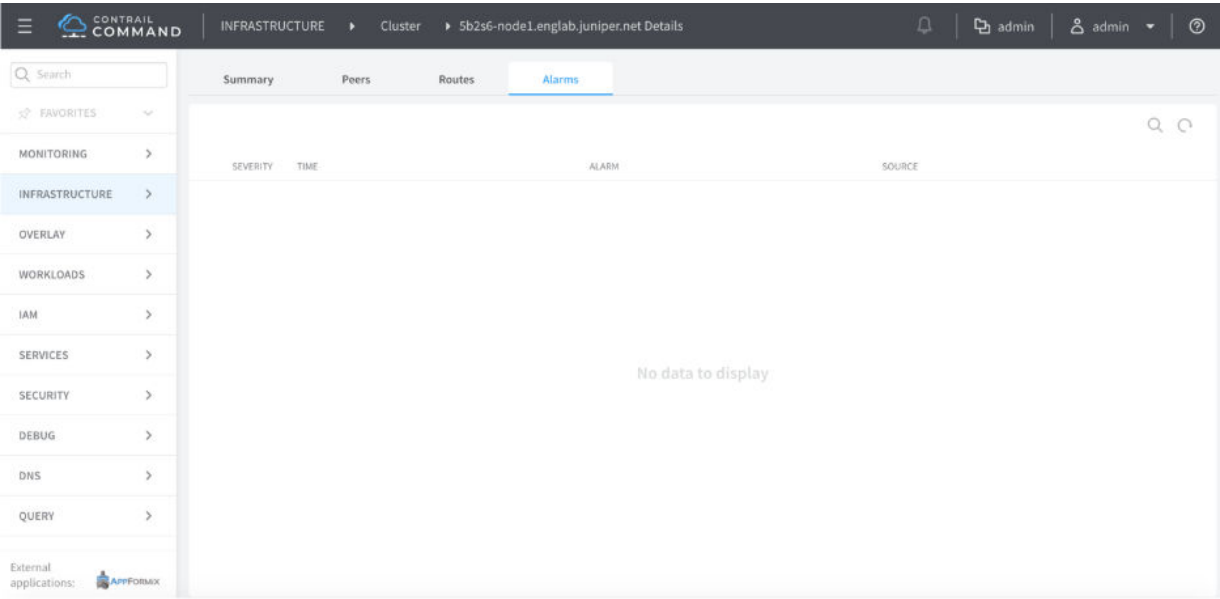 CONTRAIL
COMMAND
INFRASTRUCTURE
Cluster
5b2s6-node1.englab.juniper.net Details
admin
admin
Search
Summary
Peers
Routes
Alarms
FAVORITES
MONITORING
SEVERITY
TIME
ALARM
SOURCE
INFRASTRUCTURE
OVERLAY
WORKLOADS
IAM
SERVICES
No data to display
SECURITY
DEBUG
DNS
QUERY
External
applications:
APPFORMIX